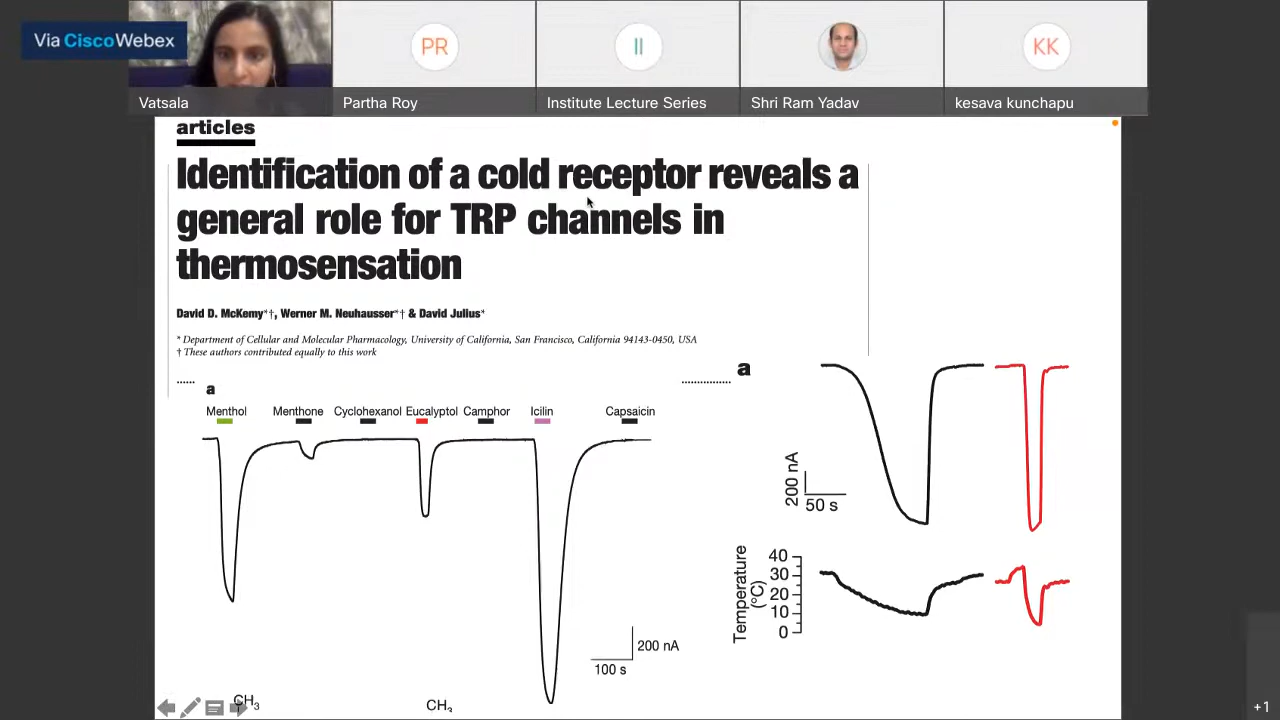 Via Cisco Webex
PR
II
KK
Vatsala
Partha Roy
Institute Lecture Series
Shri Ram Yadav
kesava kunchapu
articles
Identification of a cold receptor reveals a
general role for TRP channels in
thermosensation
David D. McKemy*†, Werner M. Neuhausser*† & David Julius*
* Department of Cellular and Molecular Pharmacology, University of California, San Francisco, California 94143-0450, USA
† These authors contributed equally to this work
a
Menthol Menthone Cyclohexanol Eucalyptol Camphor Icilin Capsaicin
200 nA
100 s
CH3
CH3
a
200 nA
50 s
Temperature
(°C)
40
30
20
10
0
+1